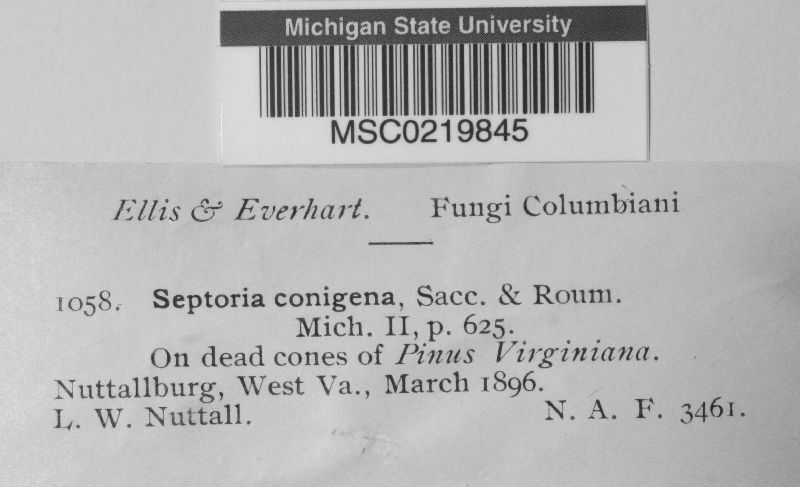 Michigan State University
MSC0219845
Ellis & Everhart. Fungi Columbiani
1058. Septoria conigena, Sacc. & Roum.
Mich. II, p. 625.
On dead cones of Pinus Virginiana.
Nuttallburg, West Va., March 1896.
L. W. Nuttall. N. A. F. 3461.